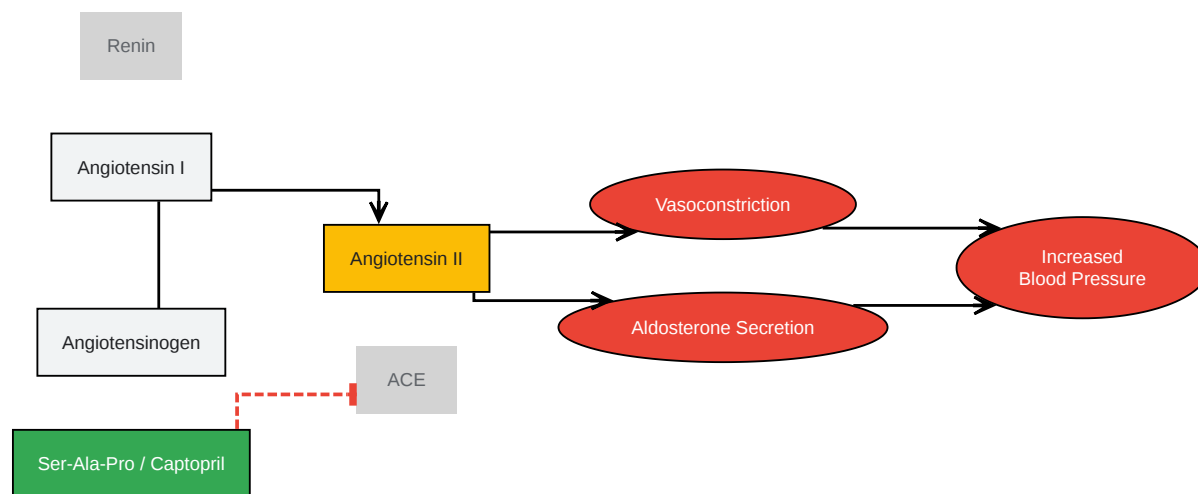 Renin
Angiotensin I
Vasoconstriction
Angiotensin II
Increased
Blood Pressure
Angiotensinogen
Aldosterone Secretion
ACE
Ser-Ala-Pro / Captopril